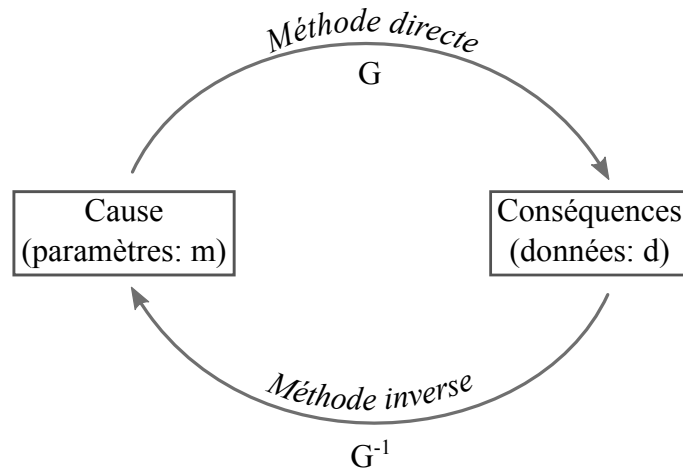 Méthode directe
G
Cause
(paramètres: m)
Conséquences
(données: d)
Méthode inverse
G⁻¹